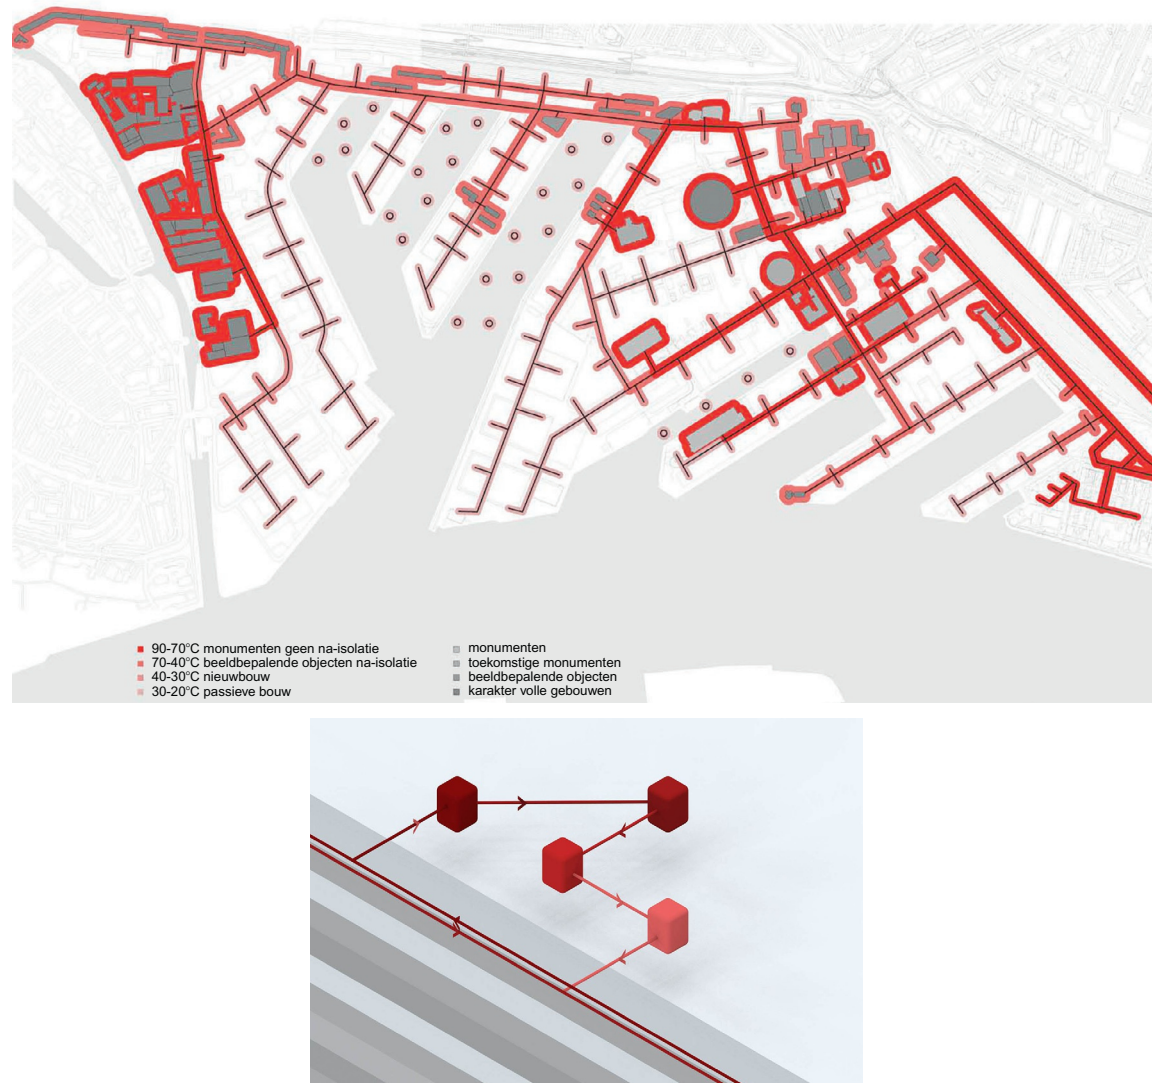 90-70°C monumenten geen na-isolatie
70-40°C beeldbepalende objecten na-isolatie
40-30°C nieuwbouw
30-20°C passieve bouw
monumenten
toekomstige monumenten
beeldbepalende objecten
karakter volle gebouwen